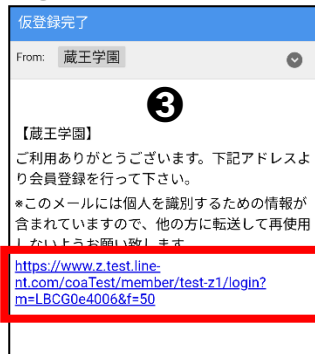 仮登録完了
From: 蔵王学園
❸
【蔵王学園】
ご利用ありがとうございます。下記アドレスよ
り会員登録を行って下さい。
※このメールには個人を識別するための情報が
含まれていますので、他の方に転送して再使用
しないようお願い致します
https://www.z.test.line-
nt.com/coaTest/member/test-z1/login?
m=LBCG0e4006&f=50